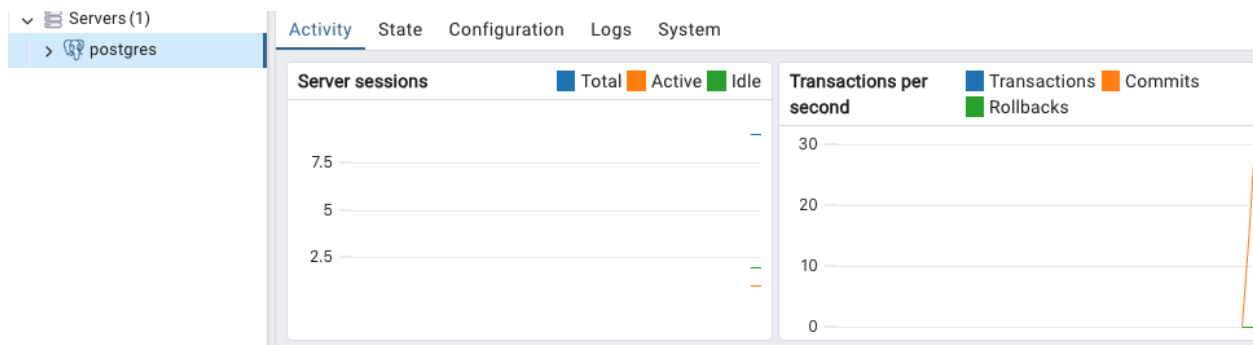 Servers (1)
postgres
Activity State Configuration Logs System
Server sessions Total Active Idle
7.5
5
2.5
Transactions per second Transactions Commits
Rollbacks
30
20
10
0